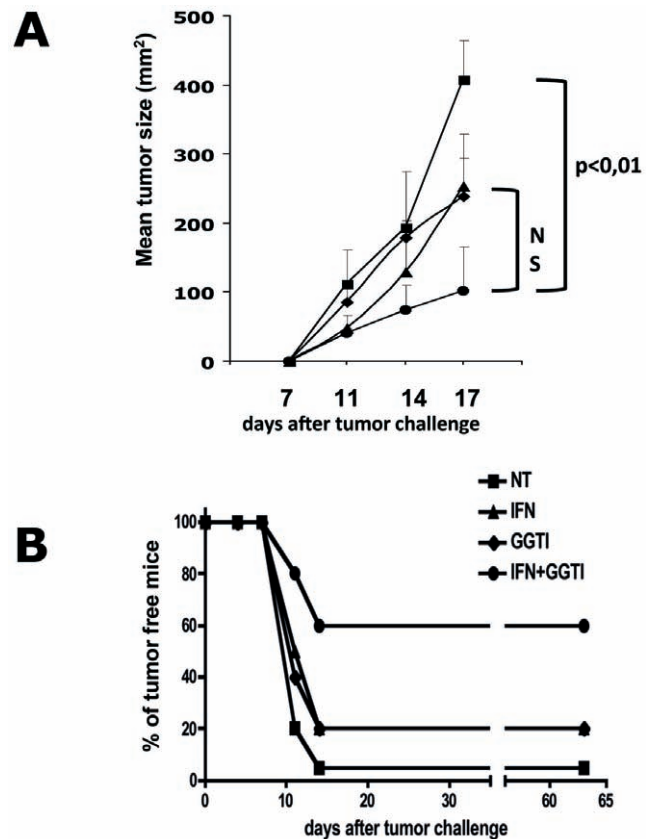 A
Mean tumor size (mm²)
500
400
300
200
100
0
7 11 14 17
days after tumor challenge
p<0,01
N
S
B
NT
IFN
GGTI
IFN+GGTI
% of tumor free mice
100
80
60
40
20
0
0 10 20 30 60 65
days after tumor challenge